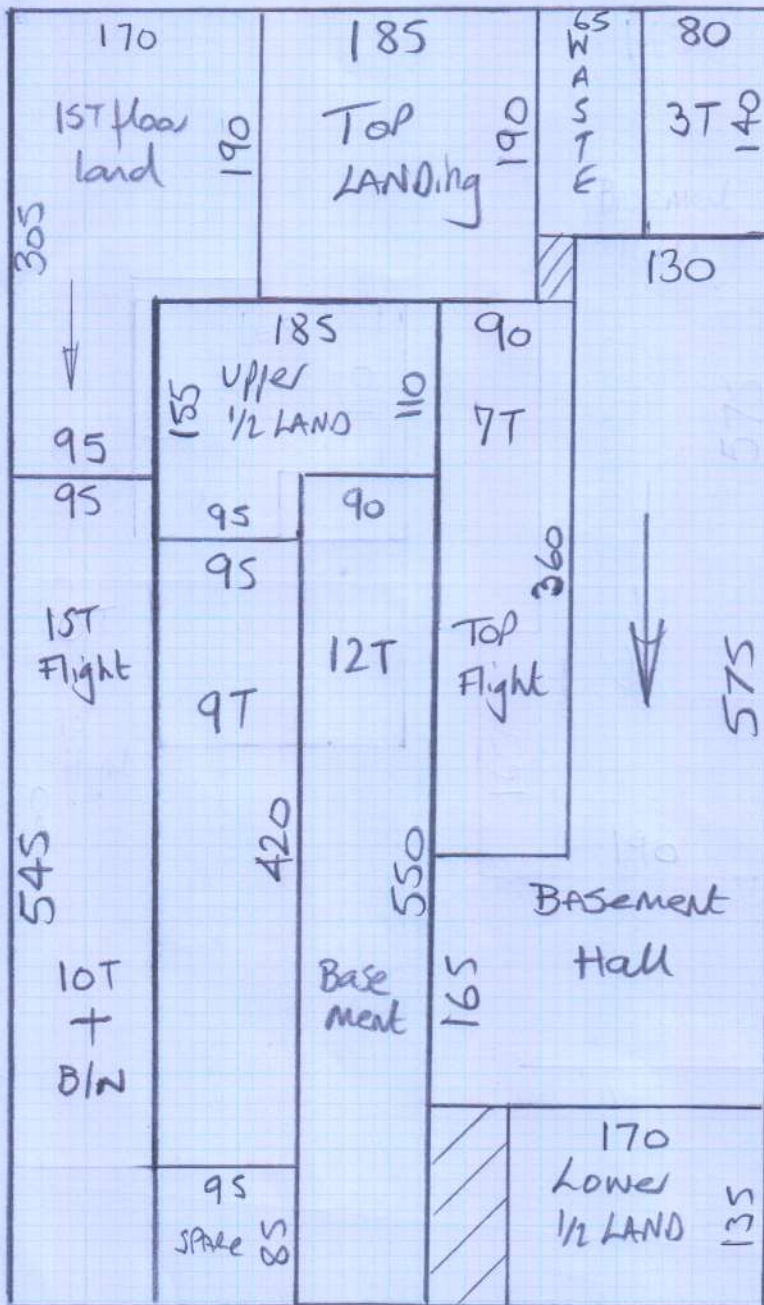 170
1ST floor
land
190
305
95
185
TOP
LANDing
190
65
WASTE
80
3T
140
130
185
upper
1/2 LAND
155
110
95
90
90
7T
360
Top
Flight
575
95
1ST
Flight
545
10T
+
B/N
95
9T
420
12T
550
Base
ment
BASement
Hall
165
95
SPARE
85
170
Lower
1/2 LAND
135